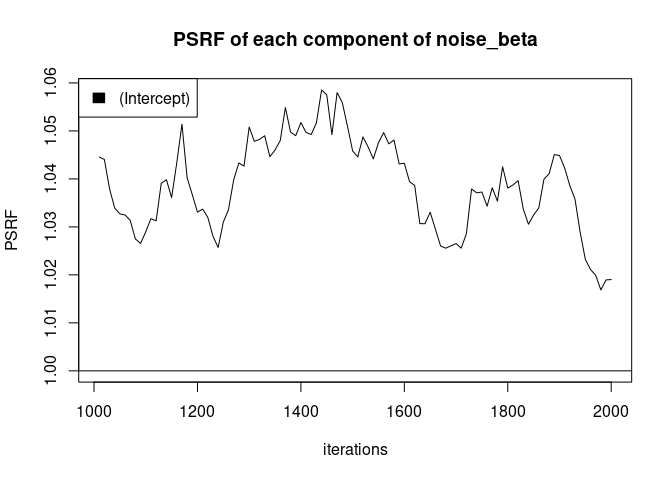 PSRF of each component of noise_beta
(Intercept)
PSRF
1.06
1.05
1.04
1.03
1.02
1.01
1.00
1000 1200 1400 1600 1800 2000
iterations